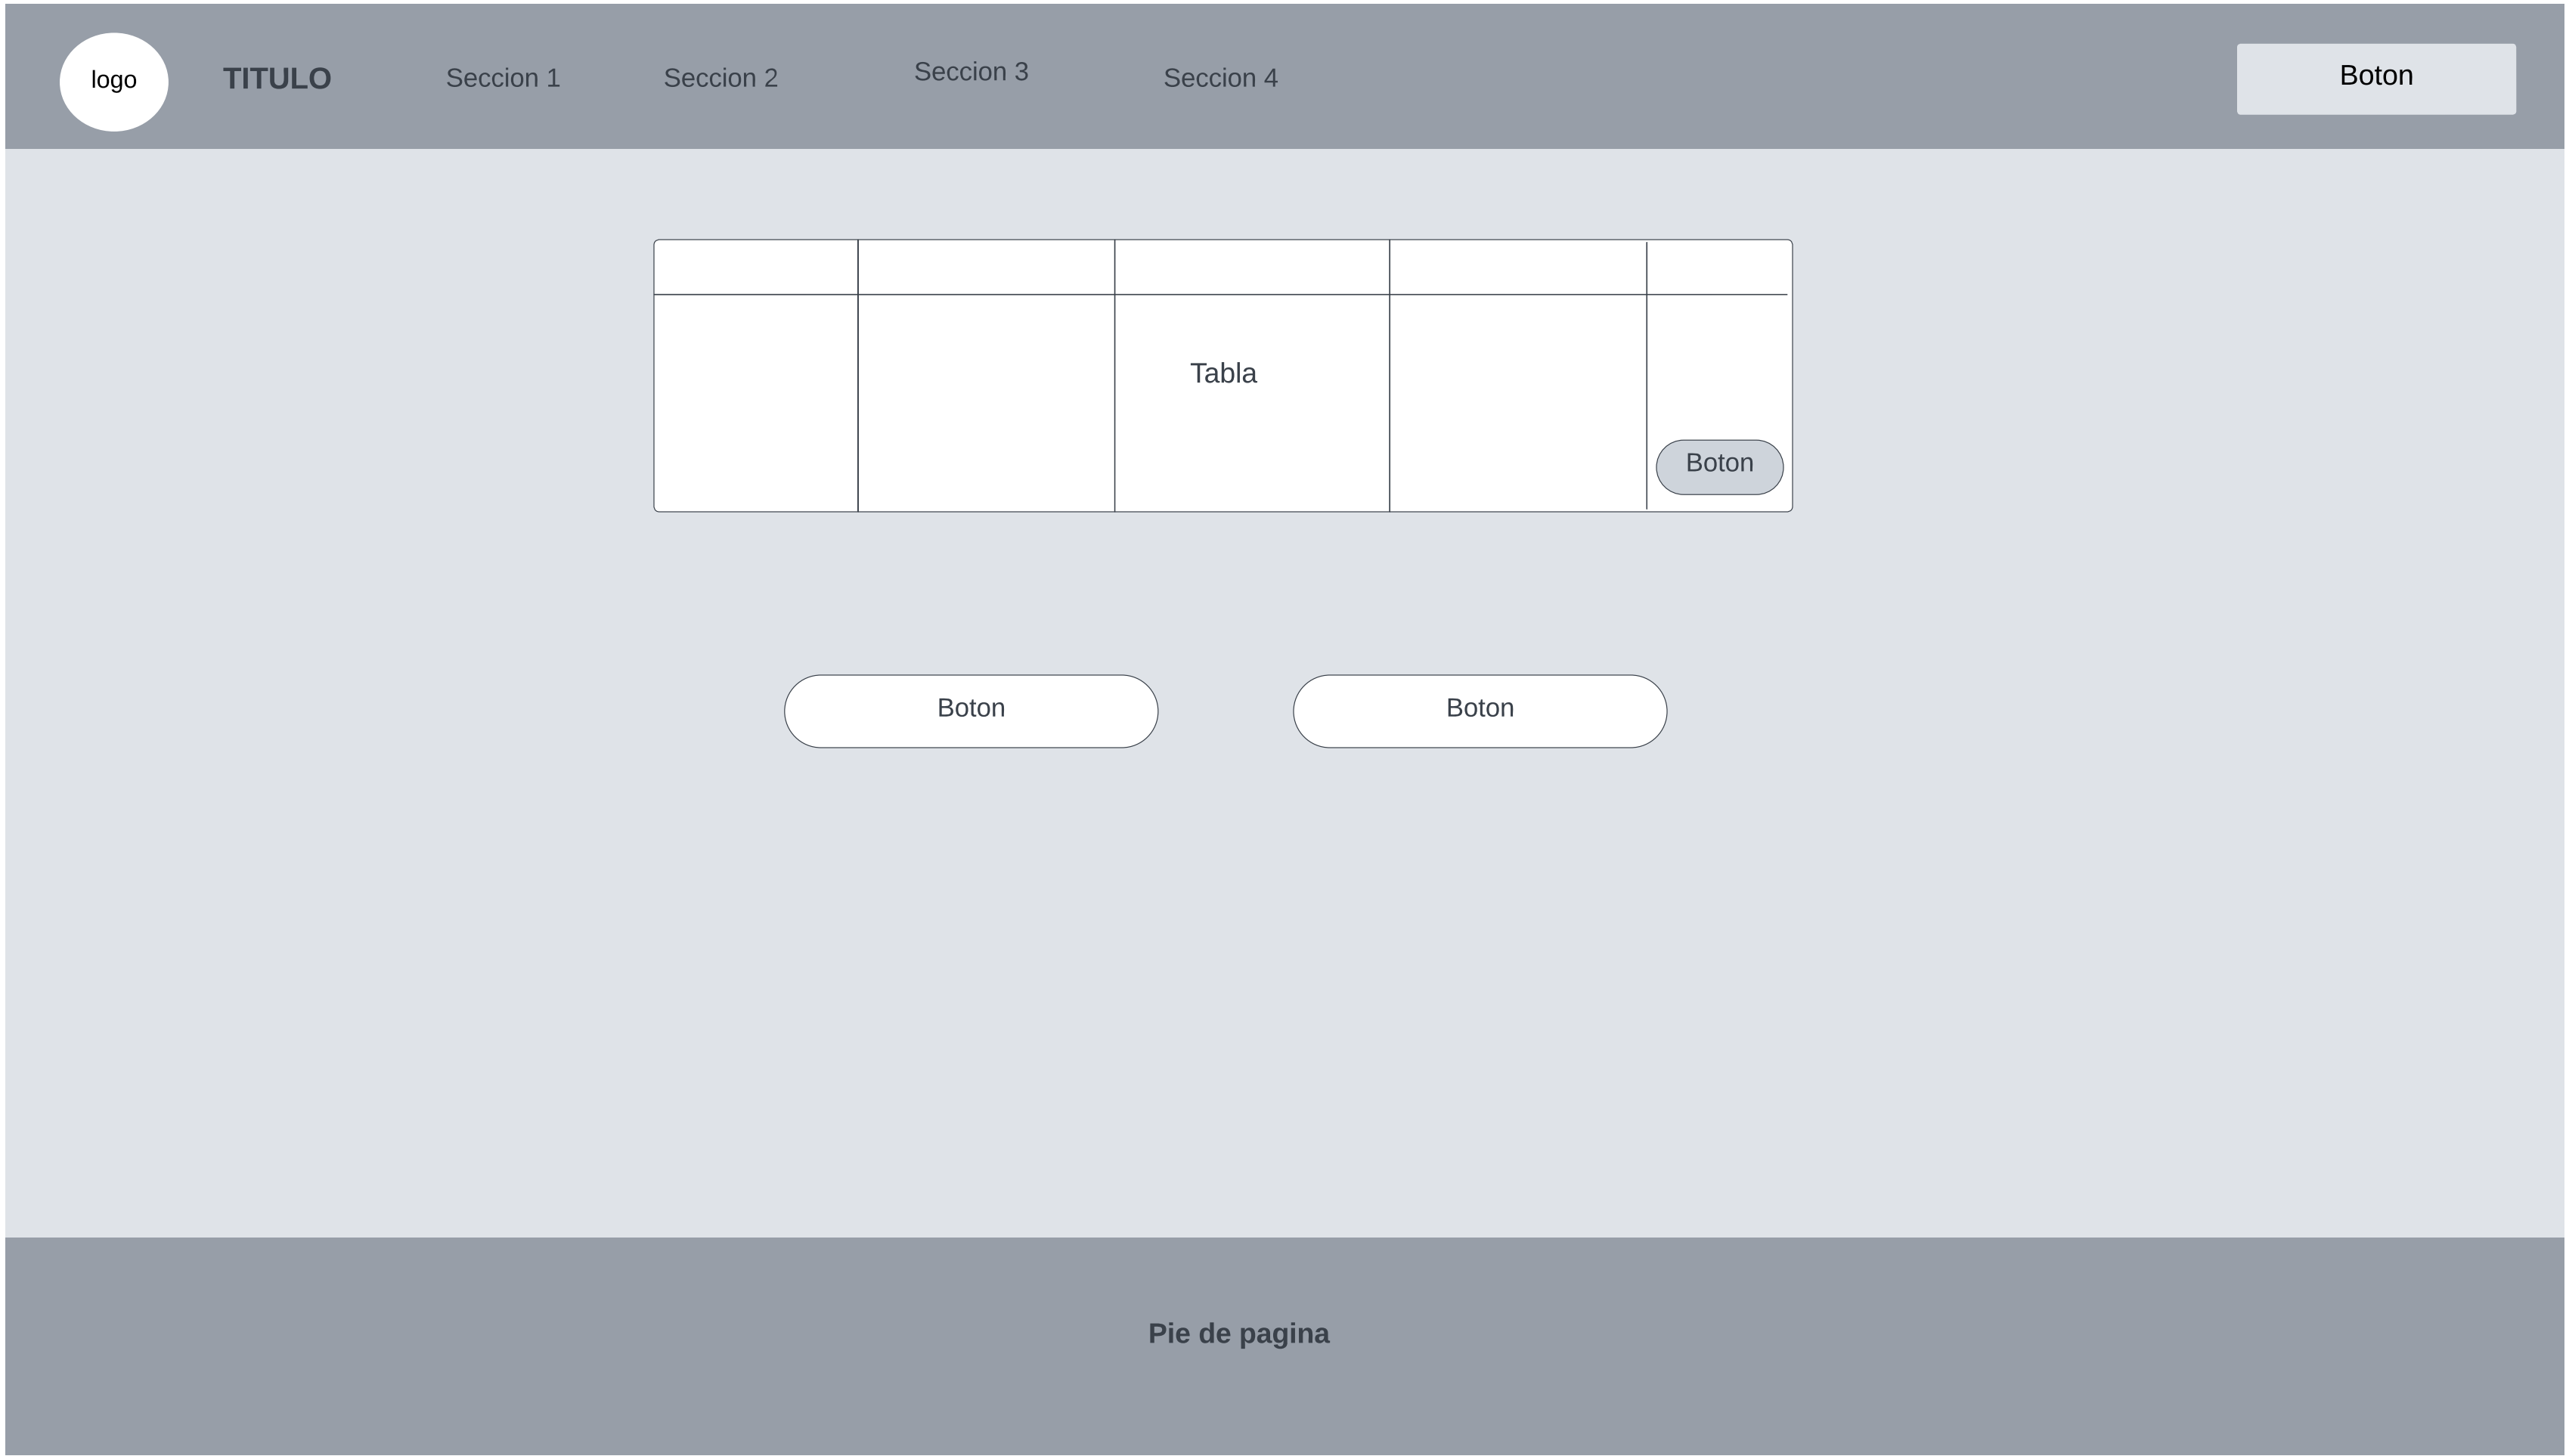 logo
TITULO
Seccion 1
Seccion 2
Seccion 3
Seccion 4
Boton
Tabla
Boton
Boton
Boton
Pie de pagina